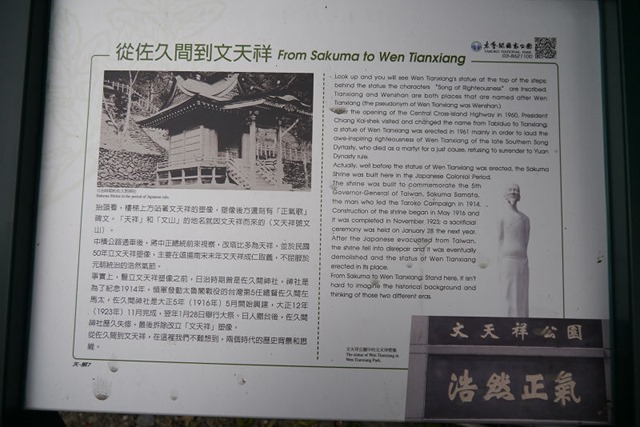 從佐久間到文天祥 From Sakuma to Wen Tianxiang
太魯閣國家公園
TAROKO NATIONAL PARK
03-8621100
抬頭看，樓梯上方站著文天祥的塑像，塑像後方還刻有「正氣歌」
碑文。「天祥」和「文山」的地名就因文天祥而來的（文天祥號文
山）。
中橫公路通車後，蔣中正總統前來視察，改塔比多為天祥，並於民國
50年立文天祥塑像，主要在頌揚南宋末年文天祥成仁取義，不屈服於
元朝統治的浩然氣節。
事實上，豎立文天祥塑像之前，日治時期曾是佐久間神社，神社是
為了紀念1914年，領軍發動太魯閣戰役的台灣第5任總督佐久間左
馬太，佐久間神社是大正5年（1916年）5月開始興建，大正12年
（1923年）11月完成，翌年1月28日舉行大祭。日人離台後，佐久間
神社歷久失修，最後拆除改立「文天祥」塑像。
從佐久間到文天祥，在這裡我們不難想到，兩個時代的歷史背景和思
維。
天-解7
Look up and you will see Wen Tianxiang's statue at the top of the steps;
behind the statue the characters "Song of Righteousness" are inscribed.
Tianxiang and Wenshan are both places that are named after Wen
Tianxiang (the pseudonym of Wen Tianxiang was Wenshan.)
After the opening of the Central Cross-Island Highway in 1960, President
Chiang Kai-shek visited and changed the name from Tabiduo to Tianxiang;
a statue of Wen Tianxiang was erected in 1961 mainly in order to laud the
awe-inspiring righteousness of Wen Tianxiang of the late Southern Song
Dynasty, who died as a martyr for a just cause, refusing to surrender to Yuan
Dynasty rule.
Actually, well before the statue of Wen Tianxiang was erected, the Sakuma
Shrine was built here in the Japanese Colonial Period.
The shrine was built to commemorate the 5th
Governor-General of Taiwan, Sakuma Samata,
the man who led the Taroko Campaign in 1914.
Construction of the shrine began in May 1916 and
it was completed in November 1923; a sacrificial
ceremony was held on January 28 the next year.
After the Japanese evacuated from Taiwan,
the shrine fell into disrepair and it was eventually
demolished and the status of Wen Tianxiang
erected in its place.
From Sakuma to Wen Tianxiang: Stand here, it isn't
hard to imagine the historical background and
thinking of those two different eras.
The statue of Wen Tianxiang in
Wen Tianxiang Park.
文天祥公園
浩然正氣